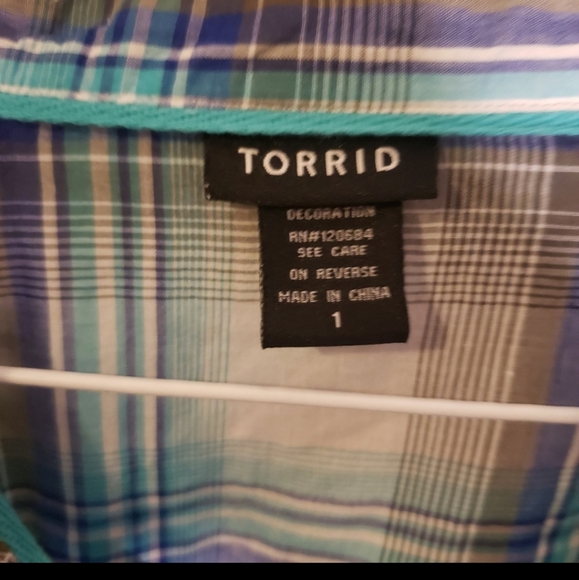 TORRID
DECORATION
RN#120684
SEE CARE
ON REVERSE
MADE IN CHINA
1